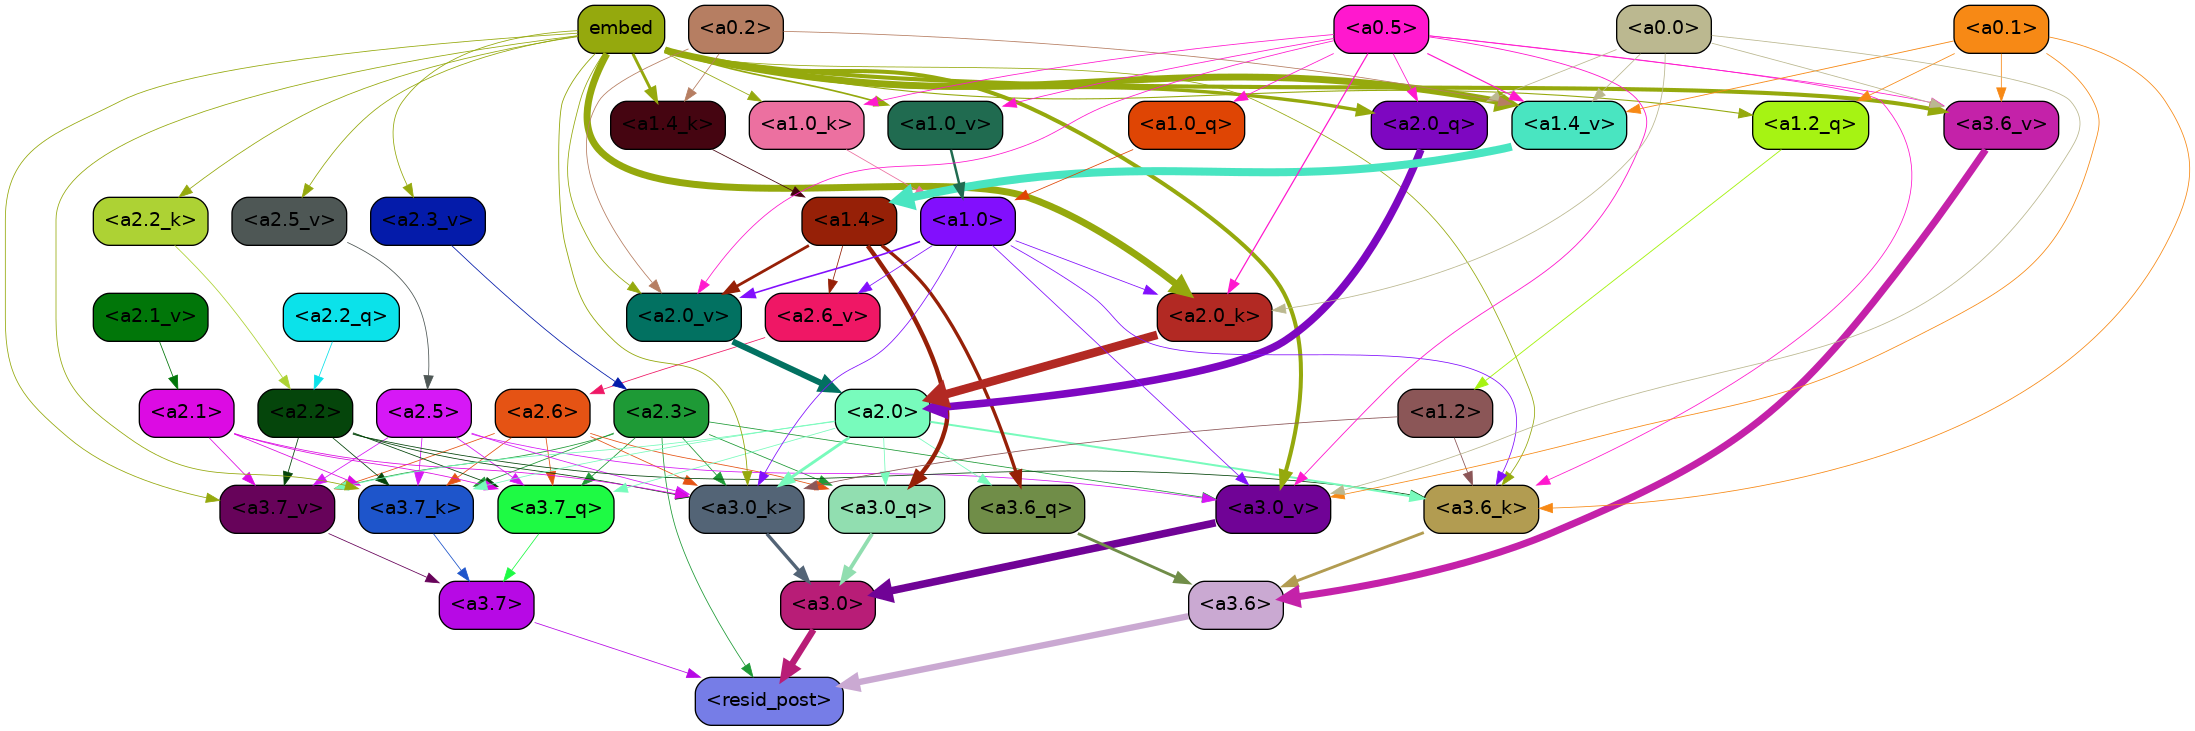 embed
<a0.2>
<a0.5>
<a0.0>
<a0.1>
<a1.4_k>
<a1.0_k>
<a1.0_v>
<a1.0_q>
<a2.0_q>
<a1.4_v>
<a1.2_q>
<a3.6_v>
<a2.2_k>
<a2.5_v>
<a2.3_v>
<a1.4>
<a1.0>
<a2.1_v>
<a2.2_q>
<a2.0_v>
<a2.6_v>
<a2.0_k>
<a2.1>
<a2.2>
<a2.5>
<a2.6>
<a2.3>
<a2.0>
<a1.2>
<a3.7_v>
<a3.7_k>
<a3.7_q>
<a3.0_k>
<a3.0_q>
<a3.6_q>
<a3.0_v>
<a3.6_k>
<a3.7>
<a3.0>
<a3.6>
<resid_post>